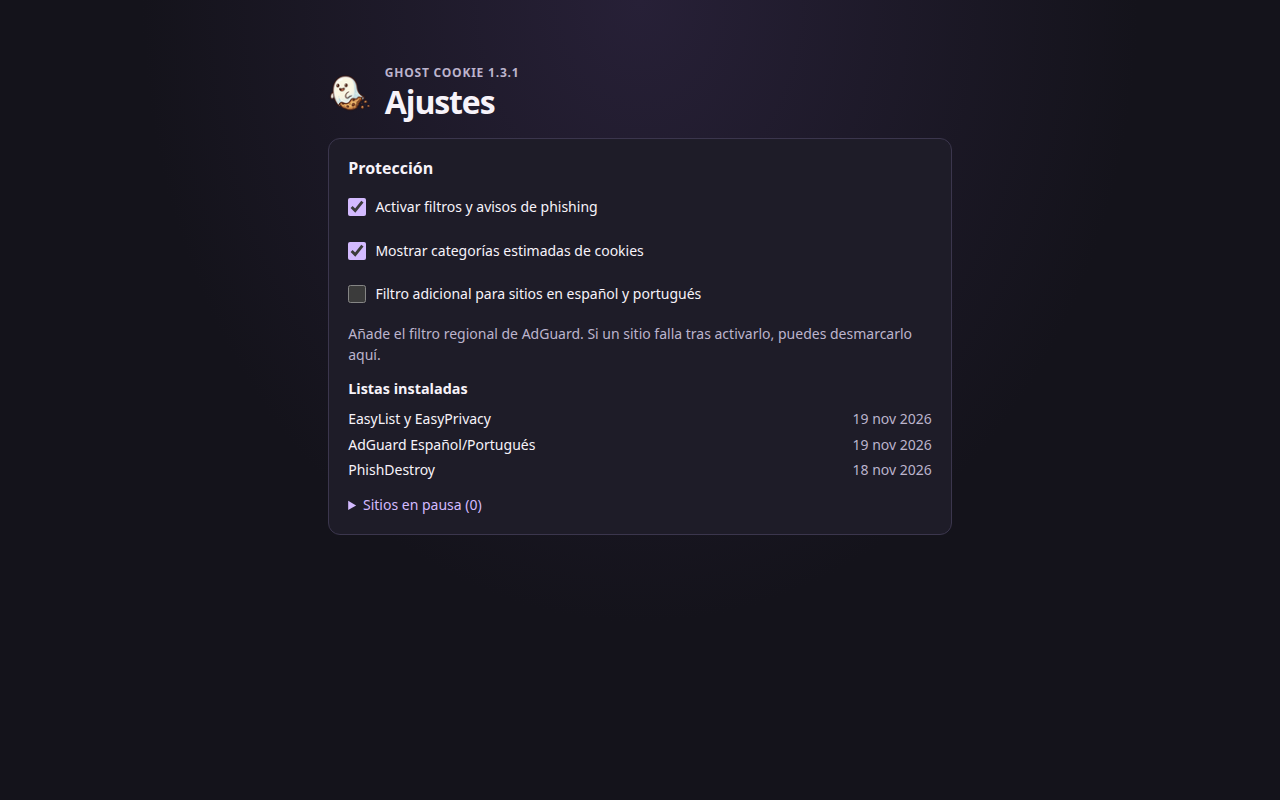 GHOST COOKIE 1.3.1
Ajustes
Protección
Activar filtros y avisos de phishing
Mostrar categorías estimadas de cookies
Filtro adicional para sitios en español y portugués
Añade el filtro regional de AdGuard. Si un sitio falla tras activarlo, puedes desmarcarlo
aquí.
Listas instaladas
EasyList y EasyPrivacy 19 nov 2026
AdGuard Español/Portugués 19 nov 2026
PhishDestroy 18 nov 2026
Sitios en pausa (0)